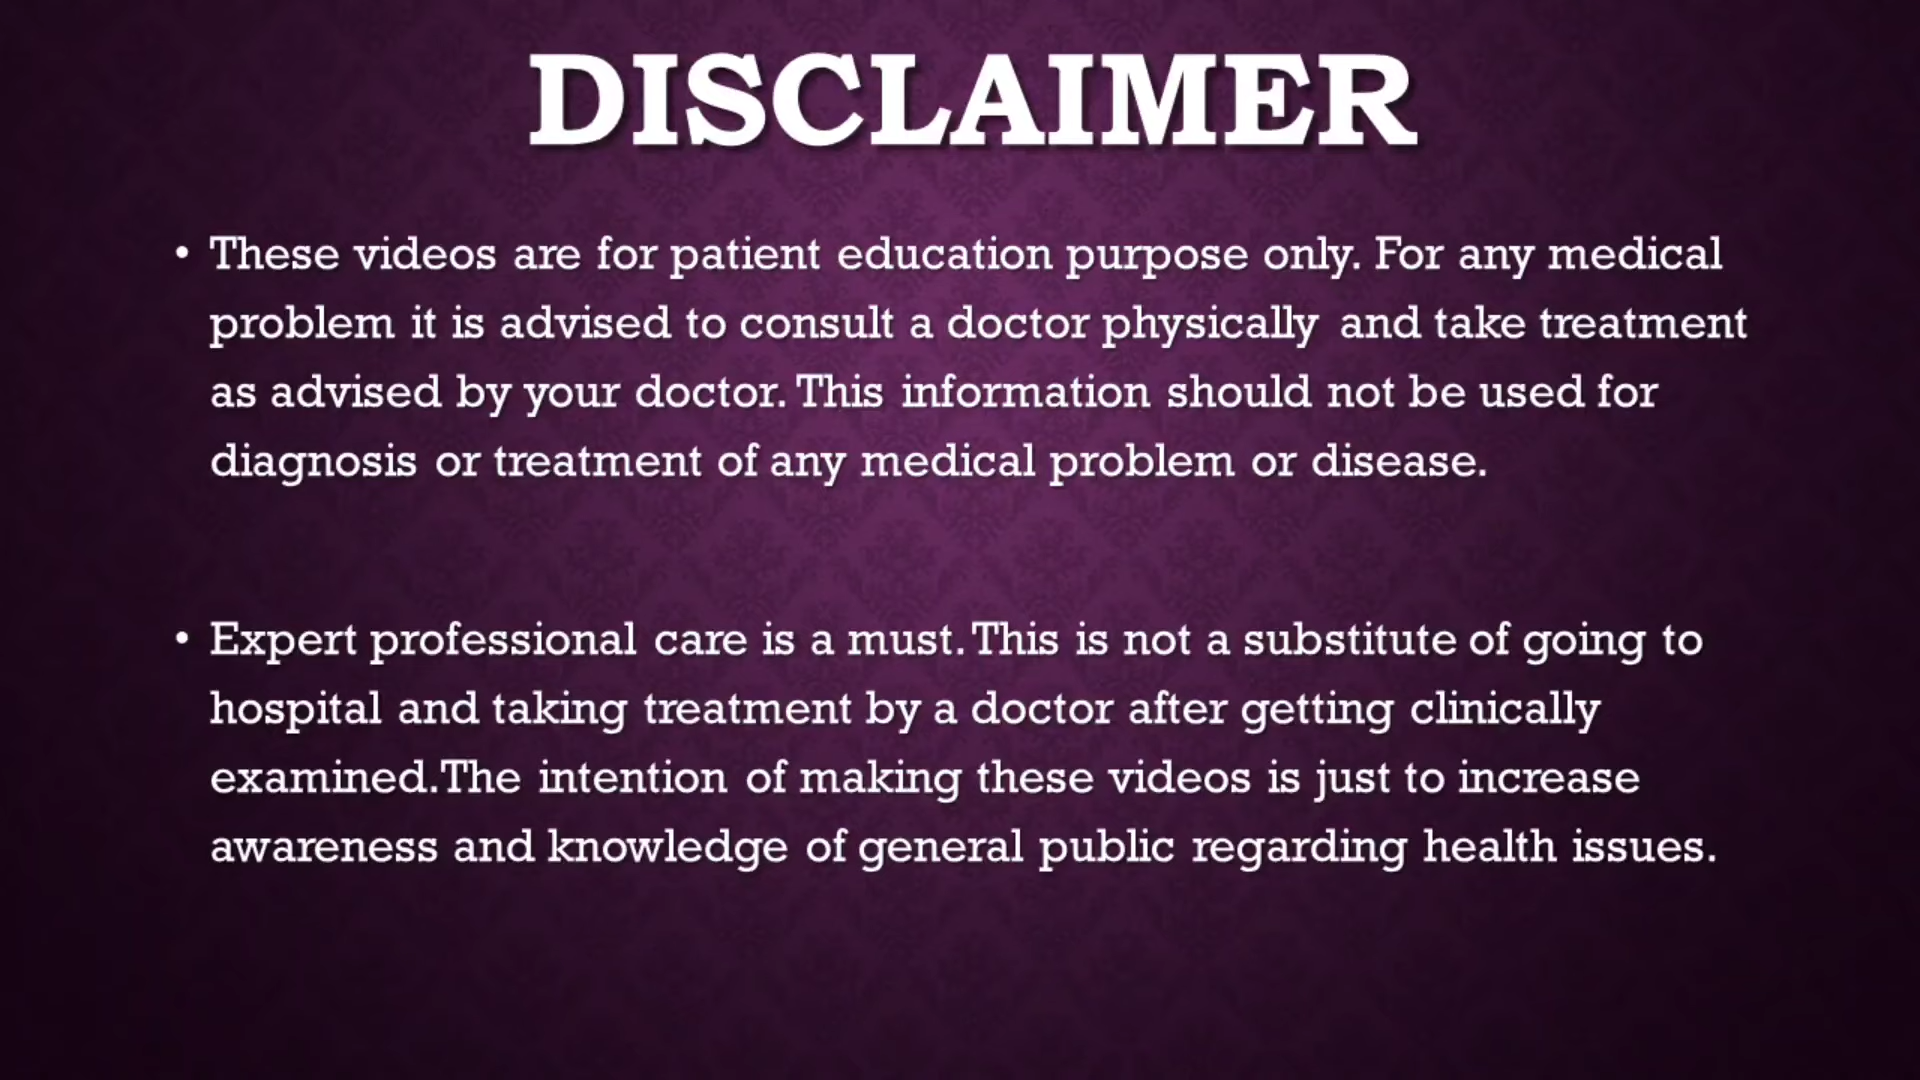 DISCLAIMER
• These videos are for patient education purpose only. For any medical
problem it is advised to consult a doctor physically and take treatment
as advised by your doctor. This information should not be used for
diagnosis or treatment of any medical problem or disease.
• Expert professional care is a must. This is not a substitute of going to
hospital and taking treatment by a doctor after getting clinically
examined.The intention of making these videos is just to increase
awareness and knowledge of general public regarding health issues.